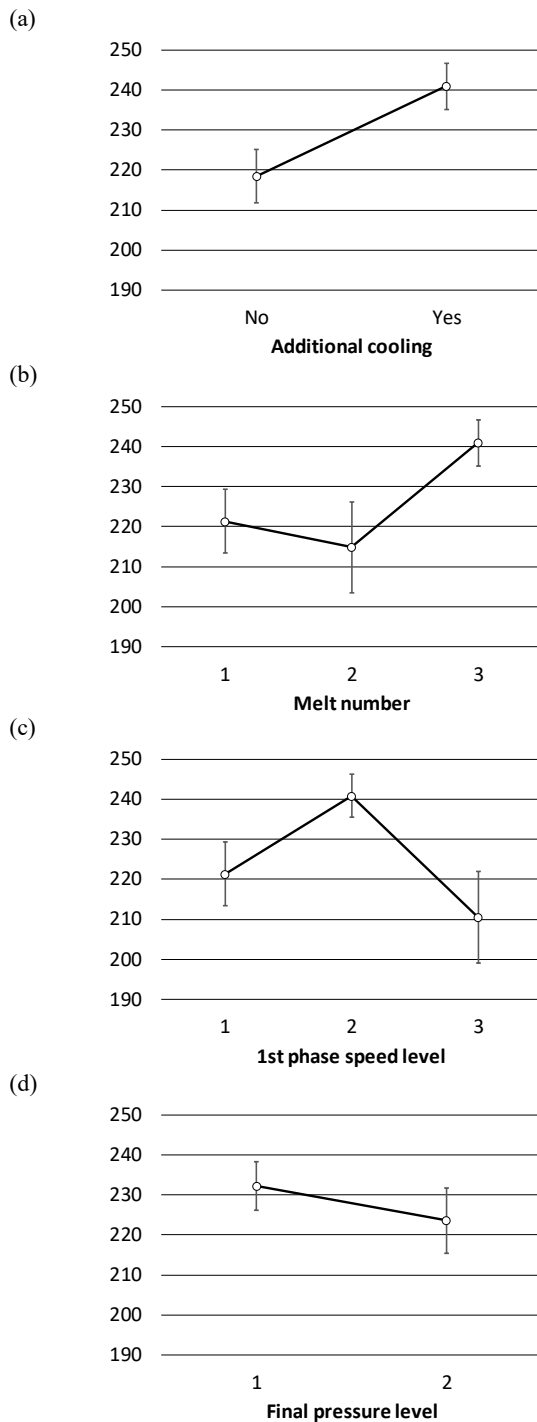 (a)
250
240
230
220
210
200
190
No Yes
Additional cooling
(b)
250
240
230
220
210
200
190
1 2 3
Melt number
(c)
250
240
230
220
210
200
190
1 2 3
1st phase speed level
(d)
250
240
230
220
210
200
190
1 2
Final pressure level